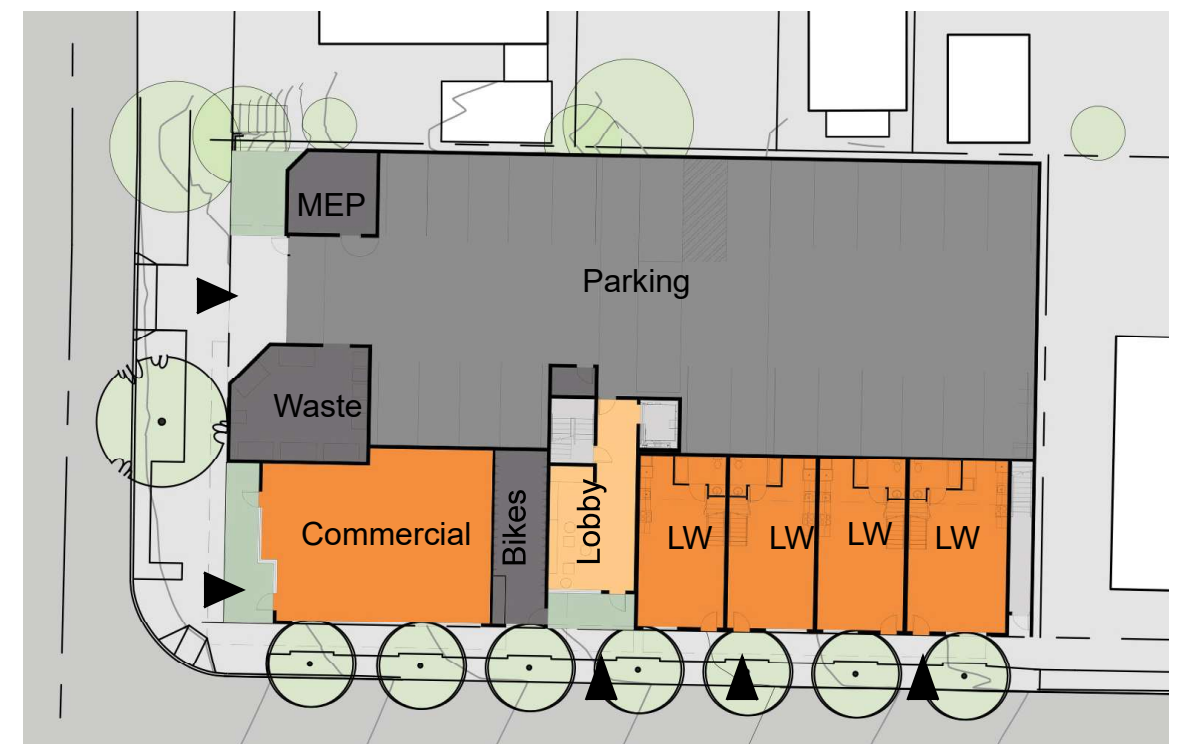 MEP
Parking
Waste
Commercial
Bikes
Lobby
LW
LW
LW
LW